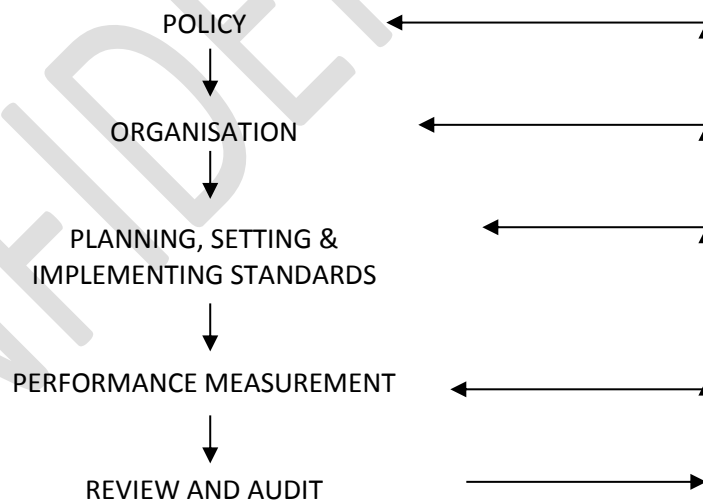 POLICY
ORGANISATION
PLANNING, SETTING &
IMPLEMENTING STANDARDS
PERFORMANCE MEASUREMENT
REVIEW AND AUDIT